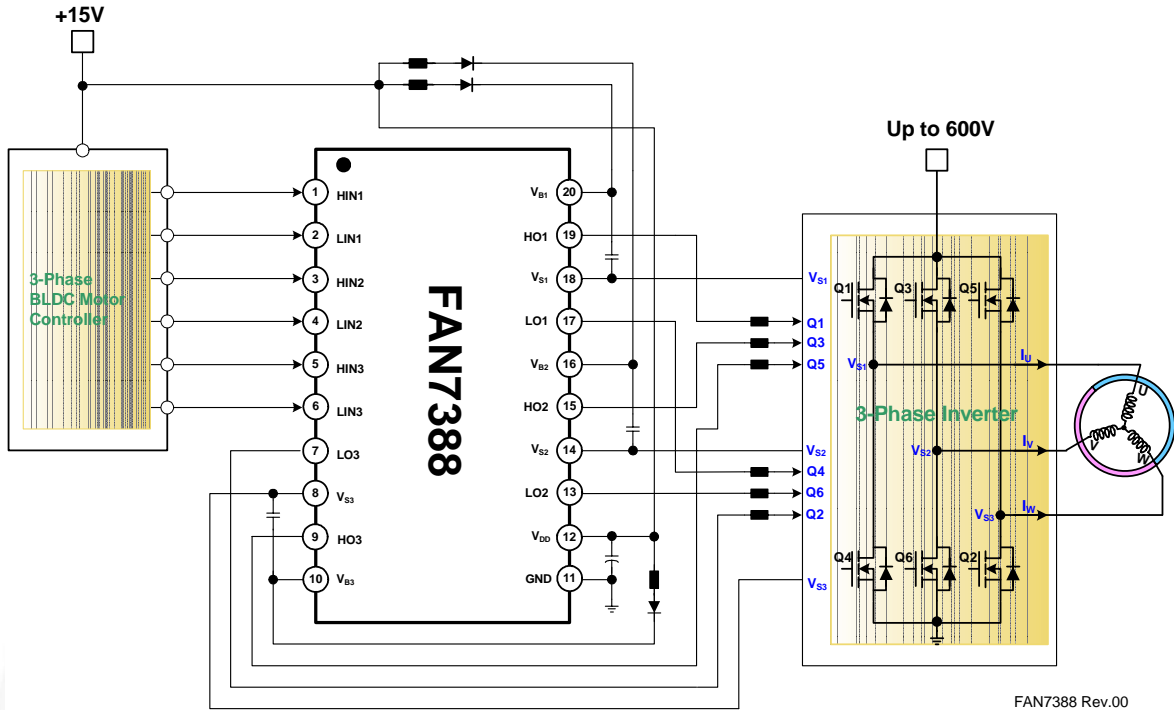 +15V
Up to 600V
3-Phase
BLDC Motor
Controller
1
HIN1
2
LIN1
3
HIN2
4
LIN2
5
HIN3
6
LIN3
7
LO3
8
VS3
9
HO3
10
VB3
FAN7388
VB1
20
HO1
19
VS1
18
LO1
17
VB2
16
HO2
15
VS2
14
LO2
13
VDD
12
GND
11
VS1
Q1
Q3
Q5
VS2
Q4
Q6
Q2
VS3
Q1
Q3
Q5
VS1
IU
3-Phase Inverter
VS2
IV
VS3
IW
Q4
Q6
Q2
U
V
W
FAN7388 Rev.00